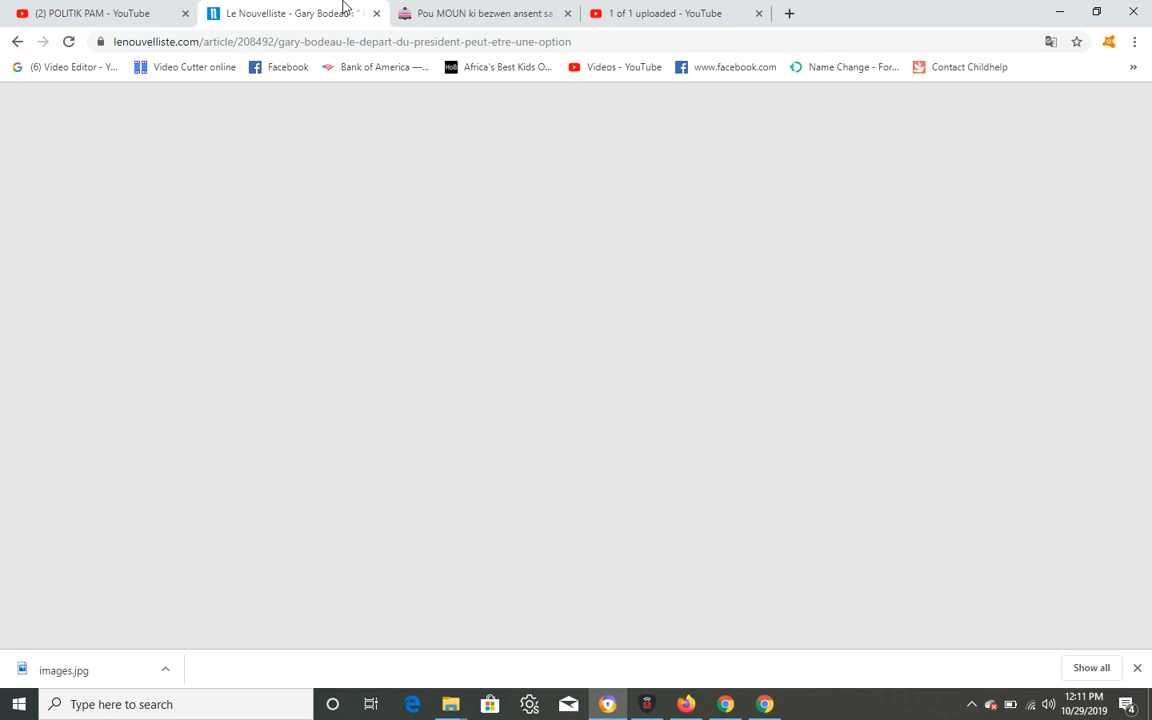 (2) POLITIK PAM - YouTube
Le Nouvelliste - Gary Bodeau : "
Pou MOUN ki bezwen ansent sa
1 of 1 uploaded - YouTube
lenouvelliste.com/article/208492/gary-bodeau-le-depart-du-president-peut-etre-une-option
(6) Video Editor - Y...
Video Cutter online
Facebook
Bank of America —...
Africa's Best Kids O...
Videos - YouTube
www.facebook.com
Name Change - For...
Contact Childhelp
»
images.jpg
Show all
Type here to search
12:11 PM
10/29/2019
4